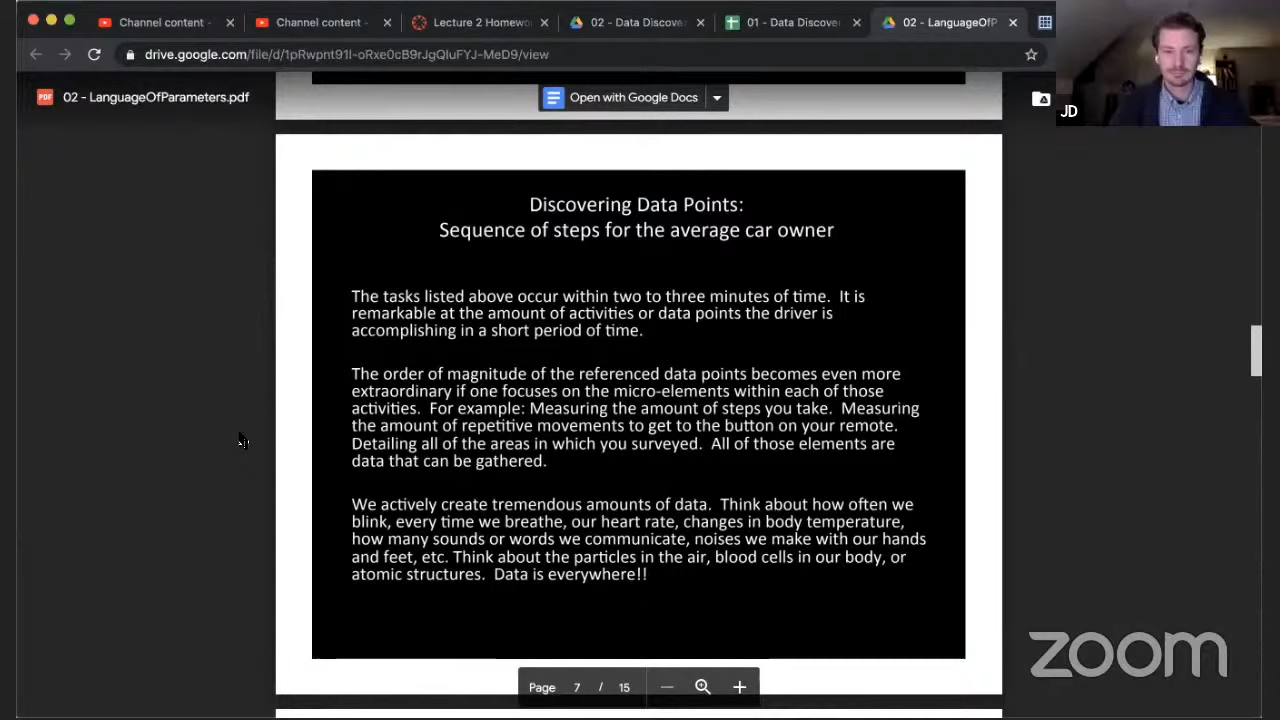 Channel content -
Channel content -
Lecture 2 Homewo
02 - Data Discove
01 - Data Discove
02 - LanguageOfP
drive.google.com/file/d/1pRwpnt91l-oRxe0cB9rJgQluFYJ-MeD9/view
PDF
02 - LanguageOfParameters.pdf
Open with Google Docs
JD
Discovering Data Points:
Sequence of steps for the average car owner
The tasks listed above occur within two to three minutes of time. It is
remarkable at the amount of activities or data points the driver is
accomplishing in a short period of time.
The order of magnitude of the referenced data points becomes even more
extraordinary if one focuses on the micro-elements within each of those
activities. For example: Measuring the amount of steps you take. Measuring
the amount of repetitive movements to get to the button on your remote.
Detailing all of the areas in which you surveyed. All of those elements are
data that can be gathered.
We actively create tremendous amounts of data. Think about how often we
blink, every time we breathe, our heart rate, changes in body temperature,
how many sounds or words we communicate, noises we make with our hands
and feet, etc. Think about the particles in the air, blood cells in our body, or
atomic structures. Data is everywhere!!
Page 7 / 15
zoom